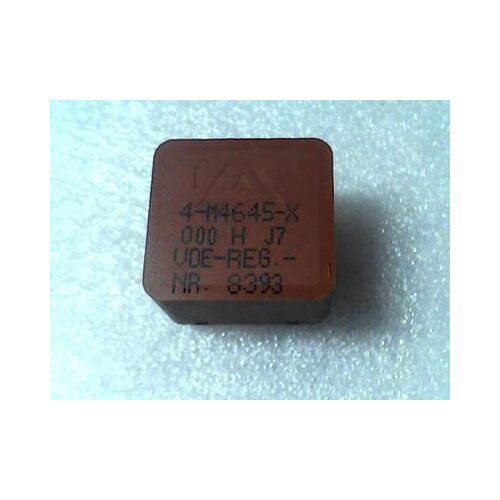 4-M4645-X
000 H J7
VDE-REG.-
NR. 8393